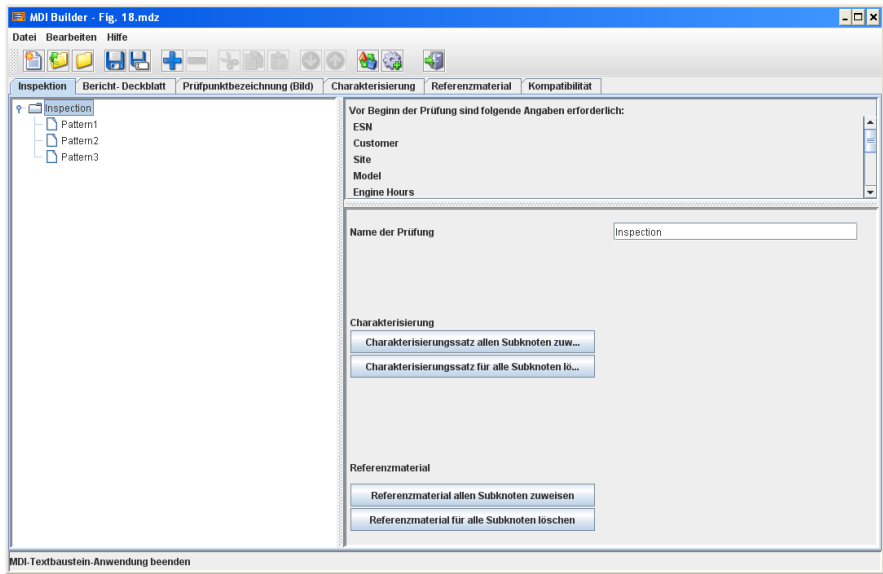 MDI Builder - Fig. 18.mdz
Datei Bearbeiten Hilfe
Inspektion Bericht- Deckblatt Prüfpunktbezeichnung (Bild) Charakterisierung Referenzmaterial Kompatibilität
Inspection
Pattern1
Pattern2
Pattern3
Vor Beginn der Prüfung sind folgende Angaben erforderlich:
ESN
Customer
Site
Model
Engine Hours
Name der Prüfung Inspection
Charakterisierung
Charakterisierungssatz allen Subknoten zuw...
Charakterisierungssatz für alle Subknoten lö...
Referenzmaterial
Referenzmaterial allen Subknoten zuweisen
Referenzmaterial für alle Subknoten löschen
MDI-Textbaustein-Anwendung beenden